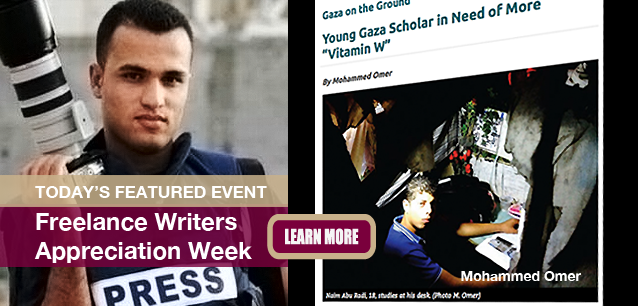 TODAY'S FEATURED EVENT
Freelance Writers
Appreciation Week
PRESS
LEARN MORE
Gaza on the Ground
Young Gaza Scholar in Need of More
“Vitamin W”
By Mohammed Omer
Mohammed Omer
Naim Abu Radi, 18, studies at his desk. (Photo M. Omer)